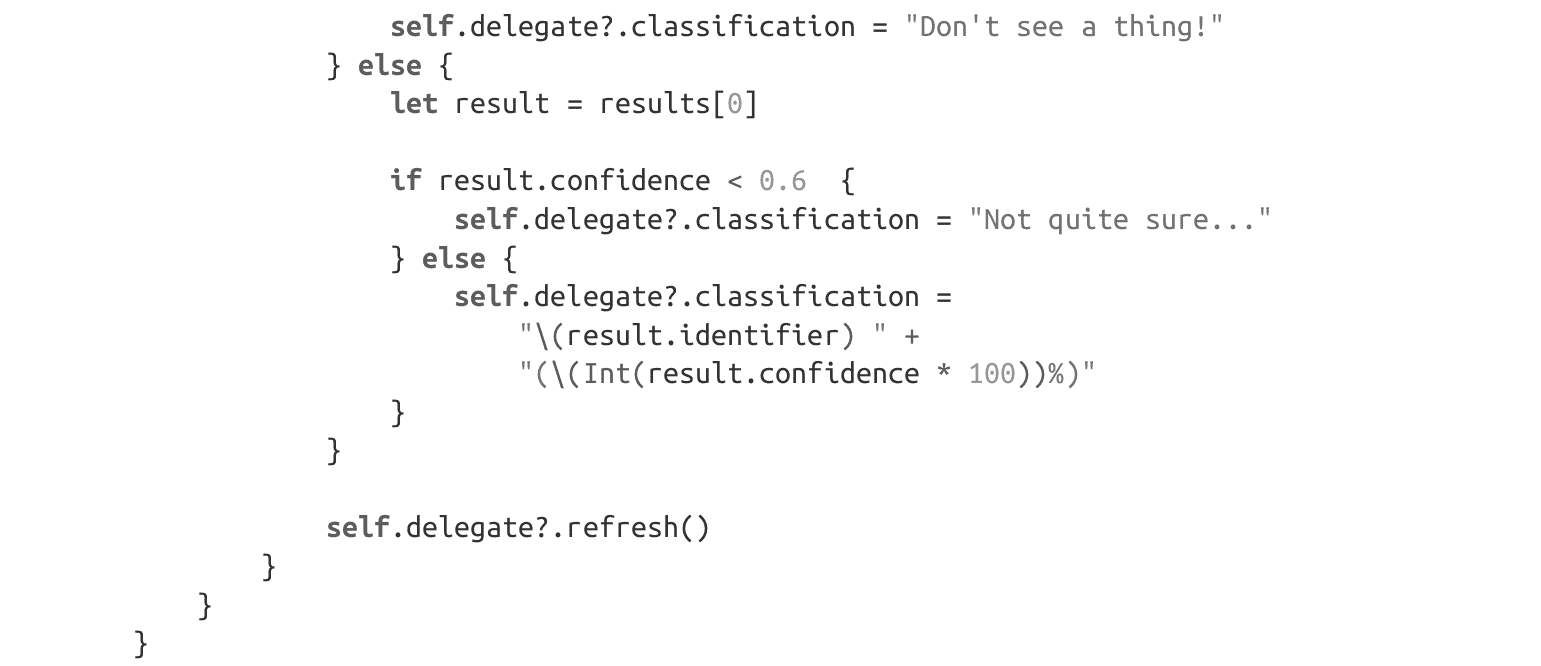 self.delegate?.classification = "Don't see a thing!"
} else {
let result = results[0]
if result.confidence < 0.6  {
self.delegate?.classification = "Not quite sure..."
} else {
self.delegate?.classification =
"\(result.identifier) " +
"(\(Int(result.confidence * 100))%)"
}
}
self.delegate?.refresh()
}
}
}